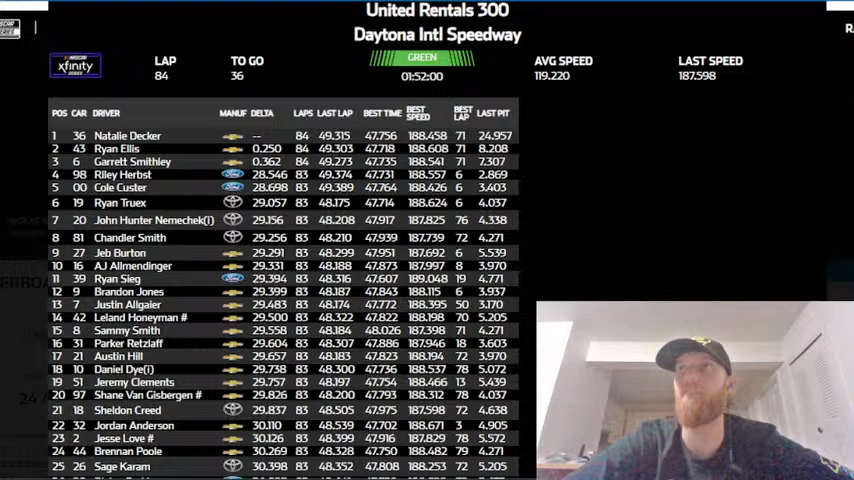 United Rentals 300
Daytona Intl Speedway
xfinity
LAP TO GO GREEN AVG SPEED LAST SPEED
84 36 01:52:00 119.220 187.598
POS CAR DRIVER MANUF DELTA LAPS LAST LAP BEST TIME BEST SPEED BEST LAP LAST PIT
1 36 Natalie Decker -- 84 49.315 47.756 188.458 71 24.957
2 43 Ryan Ellis 0.250 84 49.303 47.718 188.608 71 8.208
3 6 Garrett Smithley 0.362 84 49.273 47.735 188.541 71 7.307
4 98 Riley Herbst 28.546 83 49.374 47.731 188.557 6 2.869
5 00 Cole Custer 28.698 83 49.389 47.764 188.426 6 3.403
6 19 Ryan Truex 29.057 83 48.175 47.714 188.624 6 4.037
7 20 John Hunter Nemechek(i) 29.156 83 48.208 47.917 187.825 76 4.338
8 81 Chandler Smith 29.256 83 48.210 47.939 187.739 72 4.271
9 27 Jeb Burton 29.291 83 48.299 47.951 187.692 6 5.539
10 16 AJ Allmendinger 29.331 83 48.188 47.873 187.997 8 3.970
11 39 Ryan Sieg 29.394 83 48.316 47.607 189.048 19 4.771
12 9 Brandon Jones 29.399 83 48.187 47.843 188.115 6 3.937
13 7 Justin Allgaier 29.483 83 48.174 47.772 188.395 50 3.170
14 42 Leland Honeyman # 29.500 83 48.322 47.822 188.198 70 5.205
15 8 Sammy Smith 29.558 83 48.184 48.026 187.398 71 4.271
16 31 Parker Retzlaff 29.604 83 48.307 47.886 187.946 18 3.603
17 21 Austin Hill 29.657 83 48.183 47.823 188.194 72 3.970
18 10 Daniel Dye(i) 29.738 83 48.300 47.736 188.537 78 5.072
19 51 Jeremy Clements 29.757 83 48.197 47.754 188.466 13 5.439
20 97 Shane Van Gisbergen # 29.826 83 48.200 47.793 188.312 78 4.037
21 18 Sheldon Creed 29.837 83 48.505 47.975 187.598 72 4.638
22 32 Jordan Anderson 30.110 83 48.539 47.702 188.671 3 4.905
23 2 Jesse Love # 30.126 83 48.399 47.916 187.829 78 5.572
24 44 Brennan Poole 30.269 83 48.328 47.750 188.482 79 4.271
25 26 Sage Karam 30.398 83 48.352 47.808 188.253 72 5.205